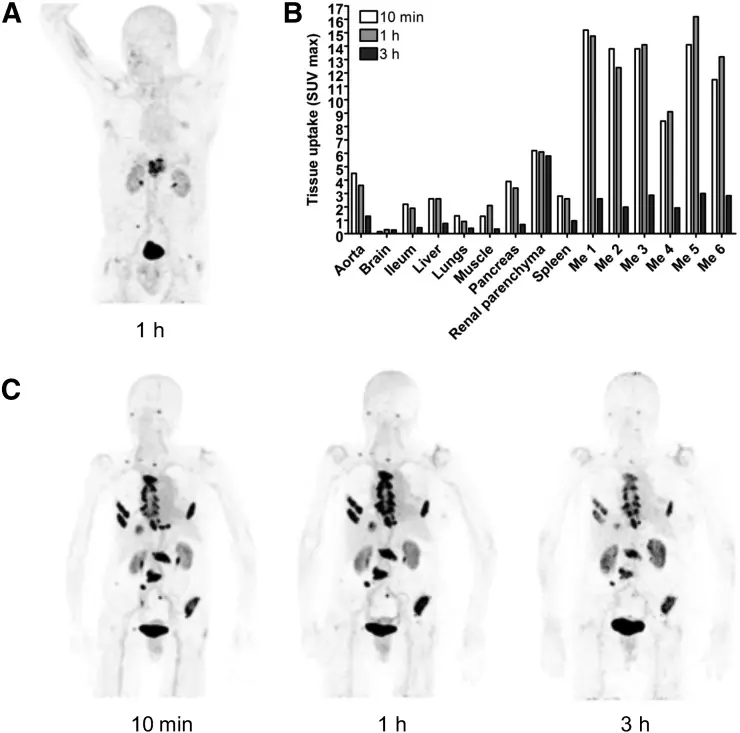 A
1 h
B
Tissue uptake (SUV max)
17
16
15
14
13
12
11
10
9
8
7
6
5
4
3
2
1
0
10 min
1 h
3 h
Aorta
Brain
Ileum
Liver
Lungs
Muscle
Pancreas
Renal parenchyma
Spleen
Me 1
Me 2
Me 3
Me 4
Me 5
Me 6
C
10 min
1 h
3 h